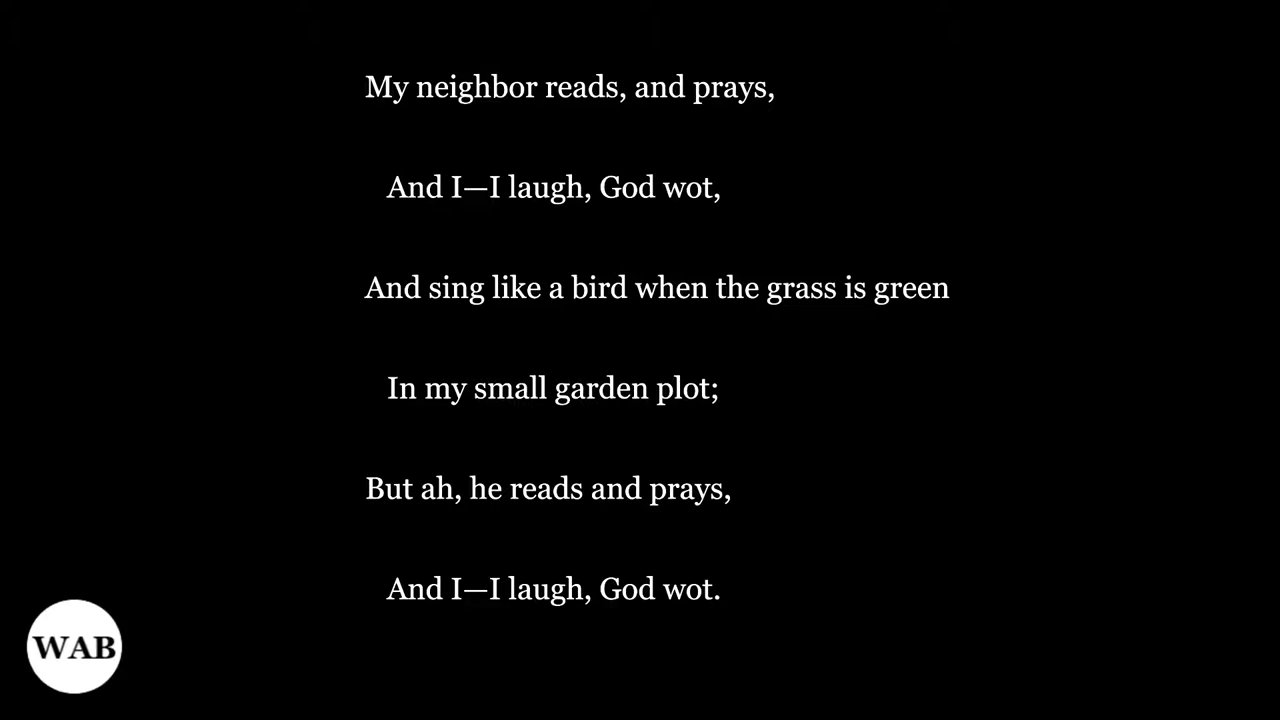 My neighbor reads, and prays,
And I—I laugh, God wot,
And sing like a bird when the grass is green
In my small garden plot;
But ah, he reads and prays,
And I—I laugh, God wot.
WAB